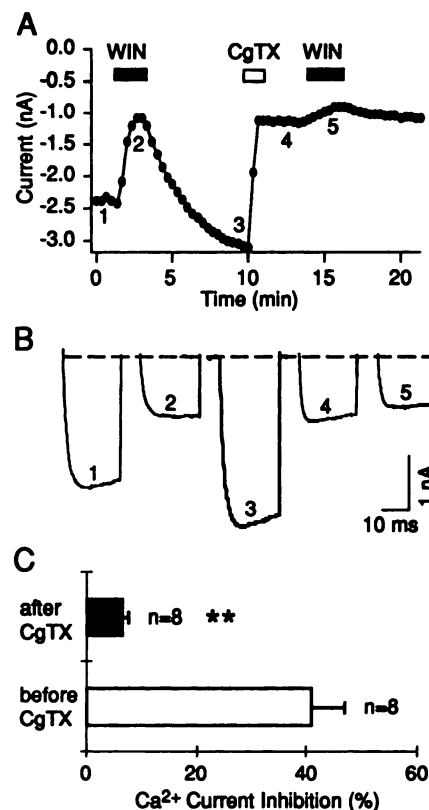 A
WIN CgTX WIN
0.0
-0.5
-1.0
-1.5
-2.0
-2.5
-3.0
Current (nA)
1 2 3 4 5
0 5 10 15 20
Time (min)
B
1 2 3 4 5
1 nA
10 ms
C
after
CgTX
n=8 **
before
CgTX
n=8
0 20 40 60
Ca²⁺ Current Inhibition (%)